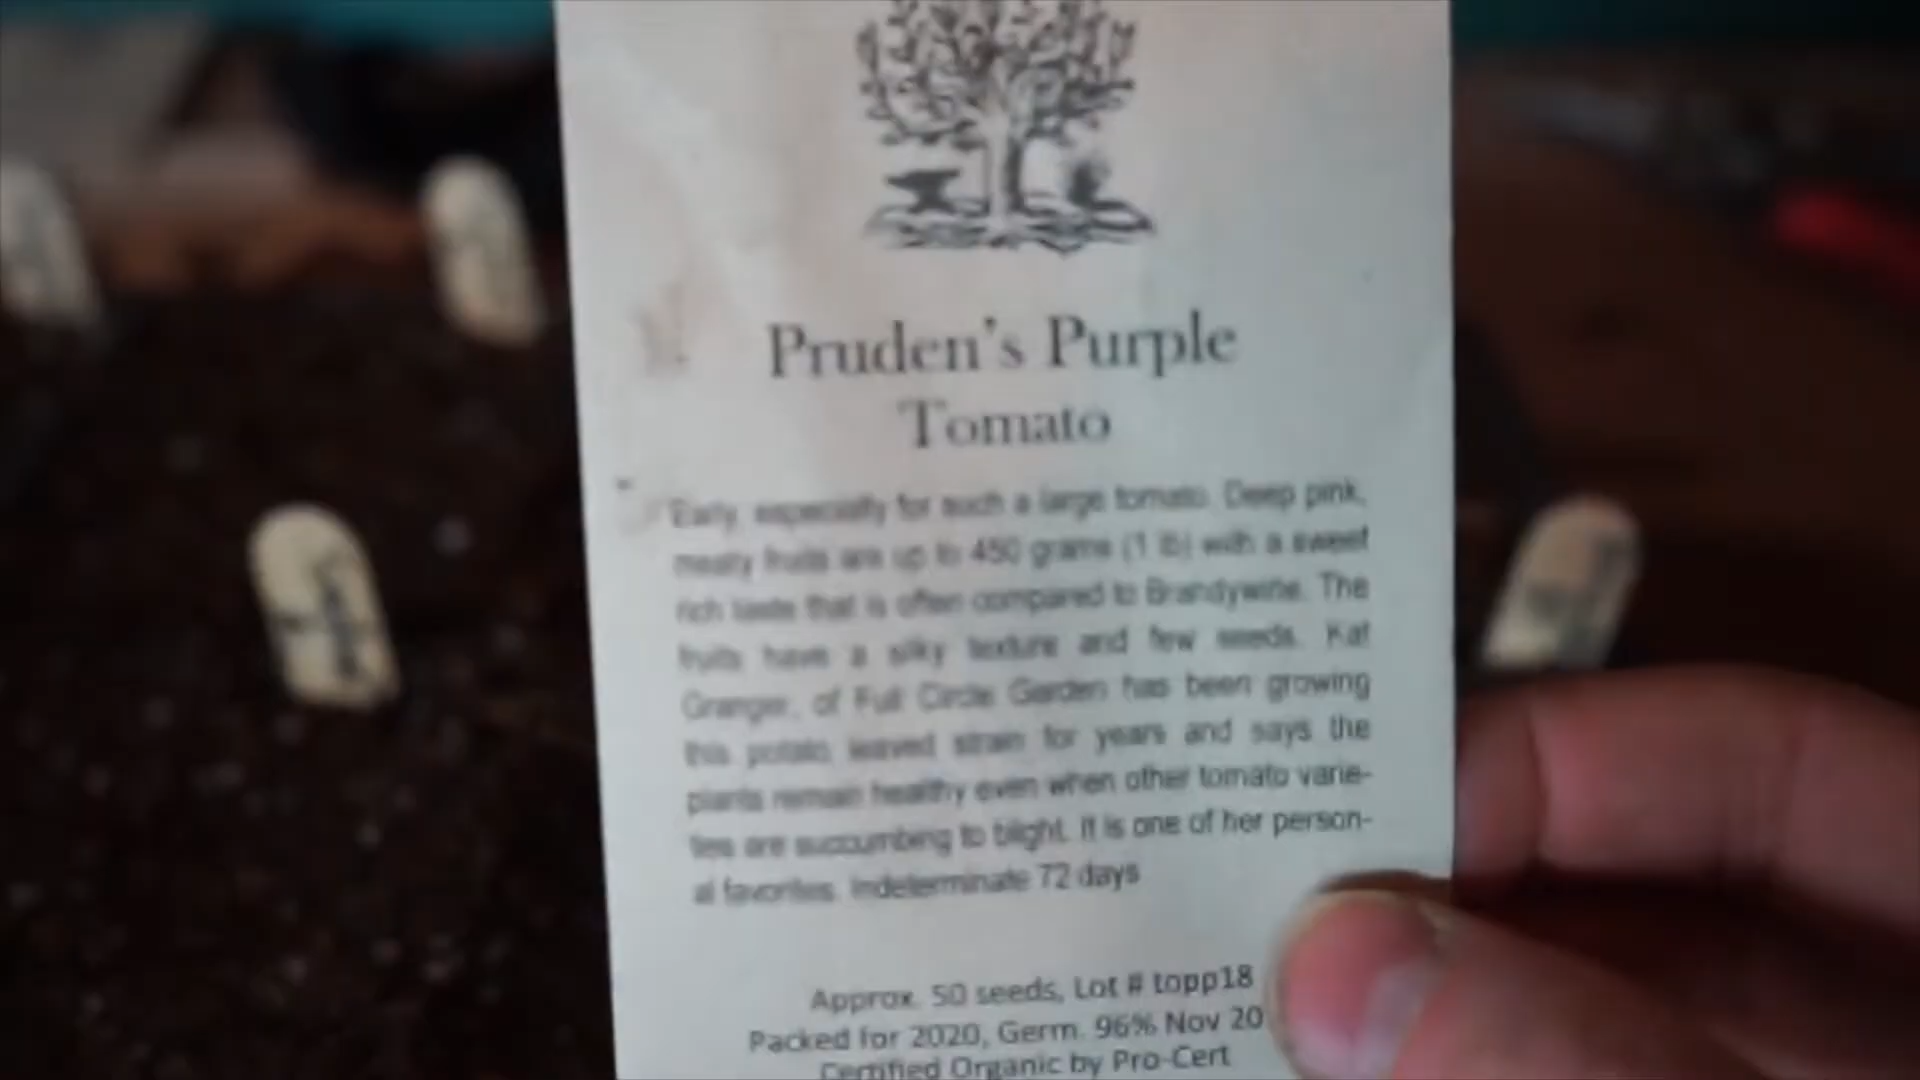 Pruden's Purple
Tomato
Early, especially for such a large tomato. Deep pink,
meaty fruits are up to 450 grams (1 lb) with a sweet
rich taste that is often compared to Brandywine. The
fruits have a silky texture and few seeds. Kat
Granger, of Full Circle Garden has been growing
this potato leaved strain for years and says the
plants remain healthy even when other tomato varie-
ties are succumbing to blight. It is one of her person-
al favorites. Indeterminate 72 days
Approx. 50 seeds, Lot # topp18
Packed for 2020, Germ. 96% Nov 20
Certified Organic by Pro-Cert